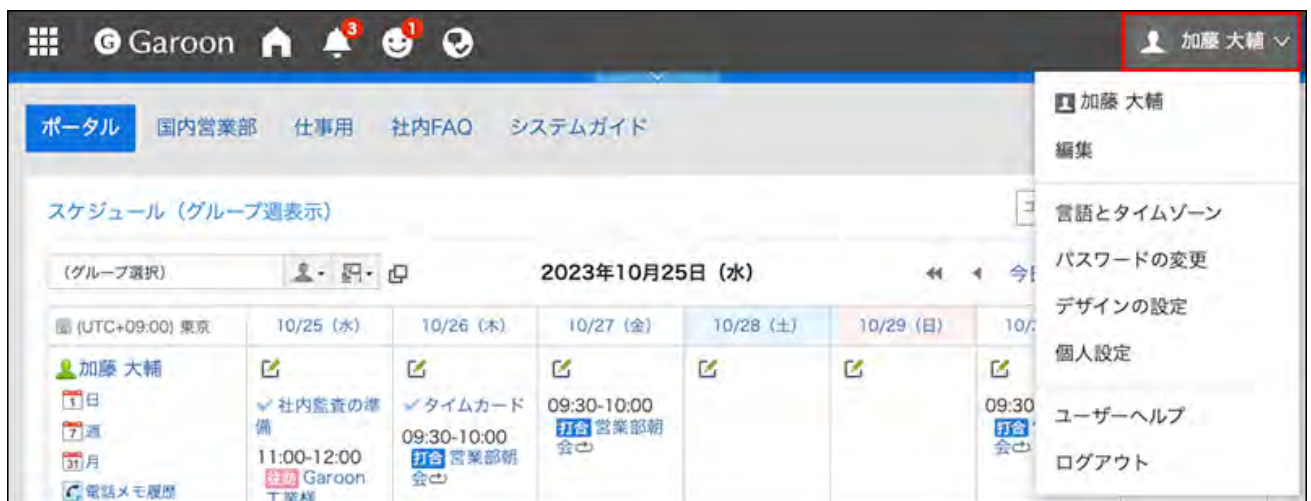 G Garoon 3 1 加藤 大輔
加藤 大輔
編集
言語とタイムゾーン
パスワードの変更
デザインの設定
個人設定
ユーザーヘルプ
ログアウト
ポータル 国内営業部 仕事用 社内FAQ システムガイド
スケジュール（グループ週表示）
（グループ選択） 2023年10月25日（水）
(UTC+09:00) 東京 10/25（水） 10/26（木） 10/27（金） 10/28（土） 10/29（日）
加藤 大輔
1 日
7 週
31 月
電話メモ履歴
社内監査の準
備
11:00-12:00
往訪 Garoon
工業様
タイムカード
09:30-10:00
打合 営業部朝
会
09:30-10:00
打合 営業部朝
会
09:30
打合
会